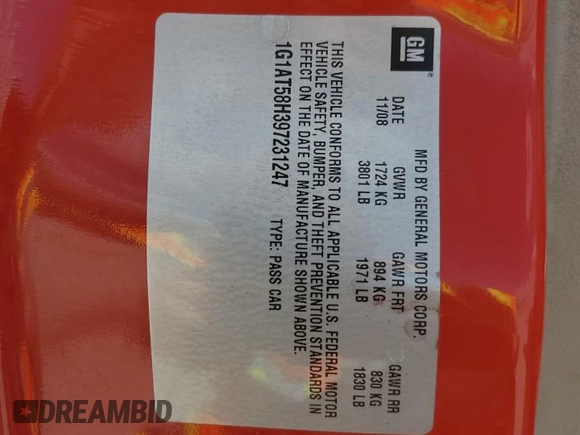 GM
®
MFD BY GENERAL MOTORS CORP.
DATE GVWR GAWR FRT GAWR RR
11/08 1724 KG 894 KG 830 KG
3801 LB 1971 LB 1830 LB
THIS VEHICLE CONFORMS TO ALL APPLICABLE U.S. FEDERAL MOTOR
VEHICLE SAFETY, BUMPER, AND THEFT PREVENTION STANDARDS IN
EFFECT ON THE DATE OF MANUFACTURE SHOWN ABOVE.
1G1AT58H397231247 TYPE: PASS CAR
DREAMBID